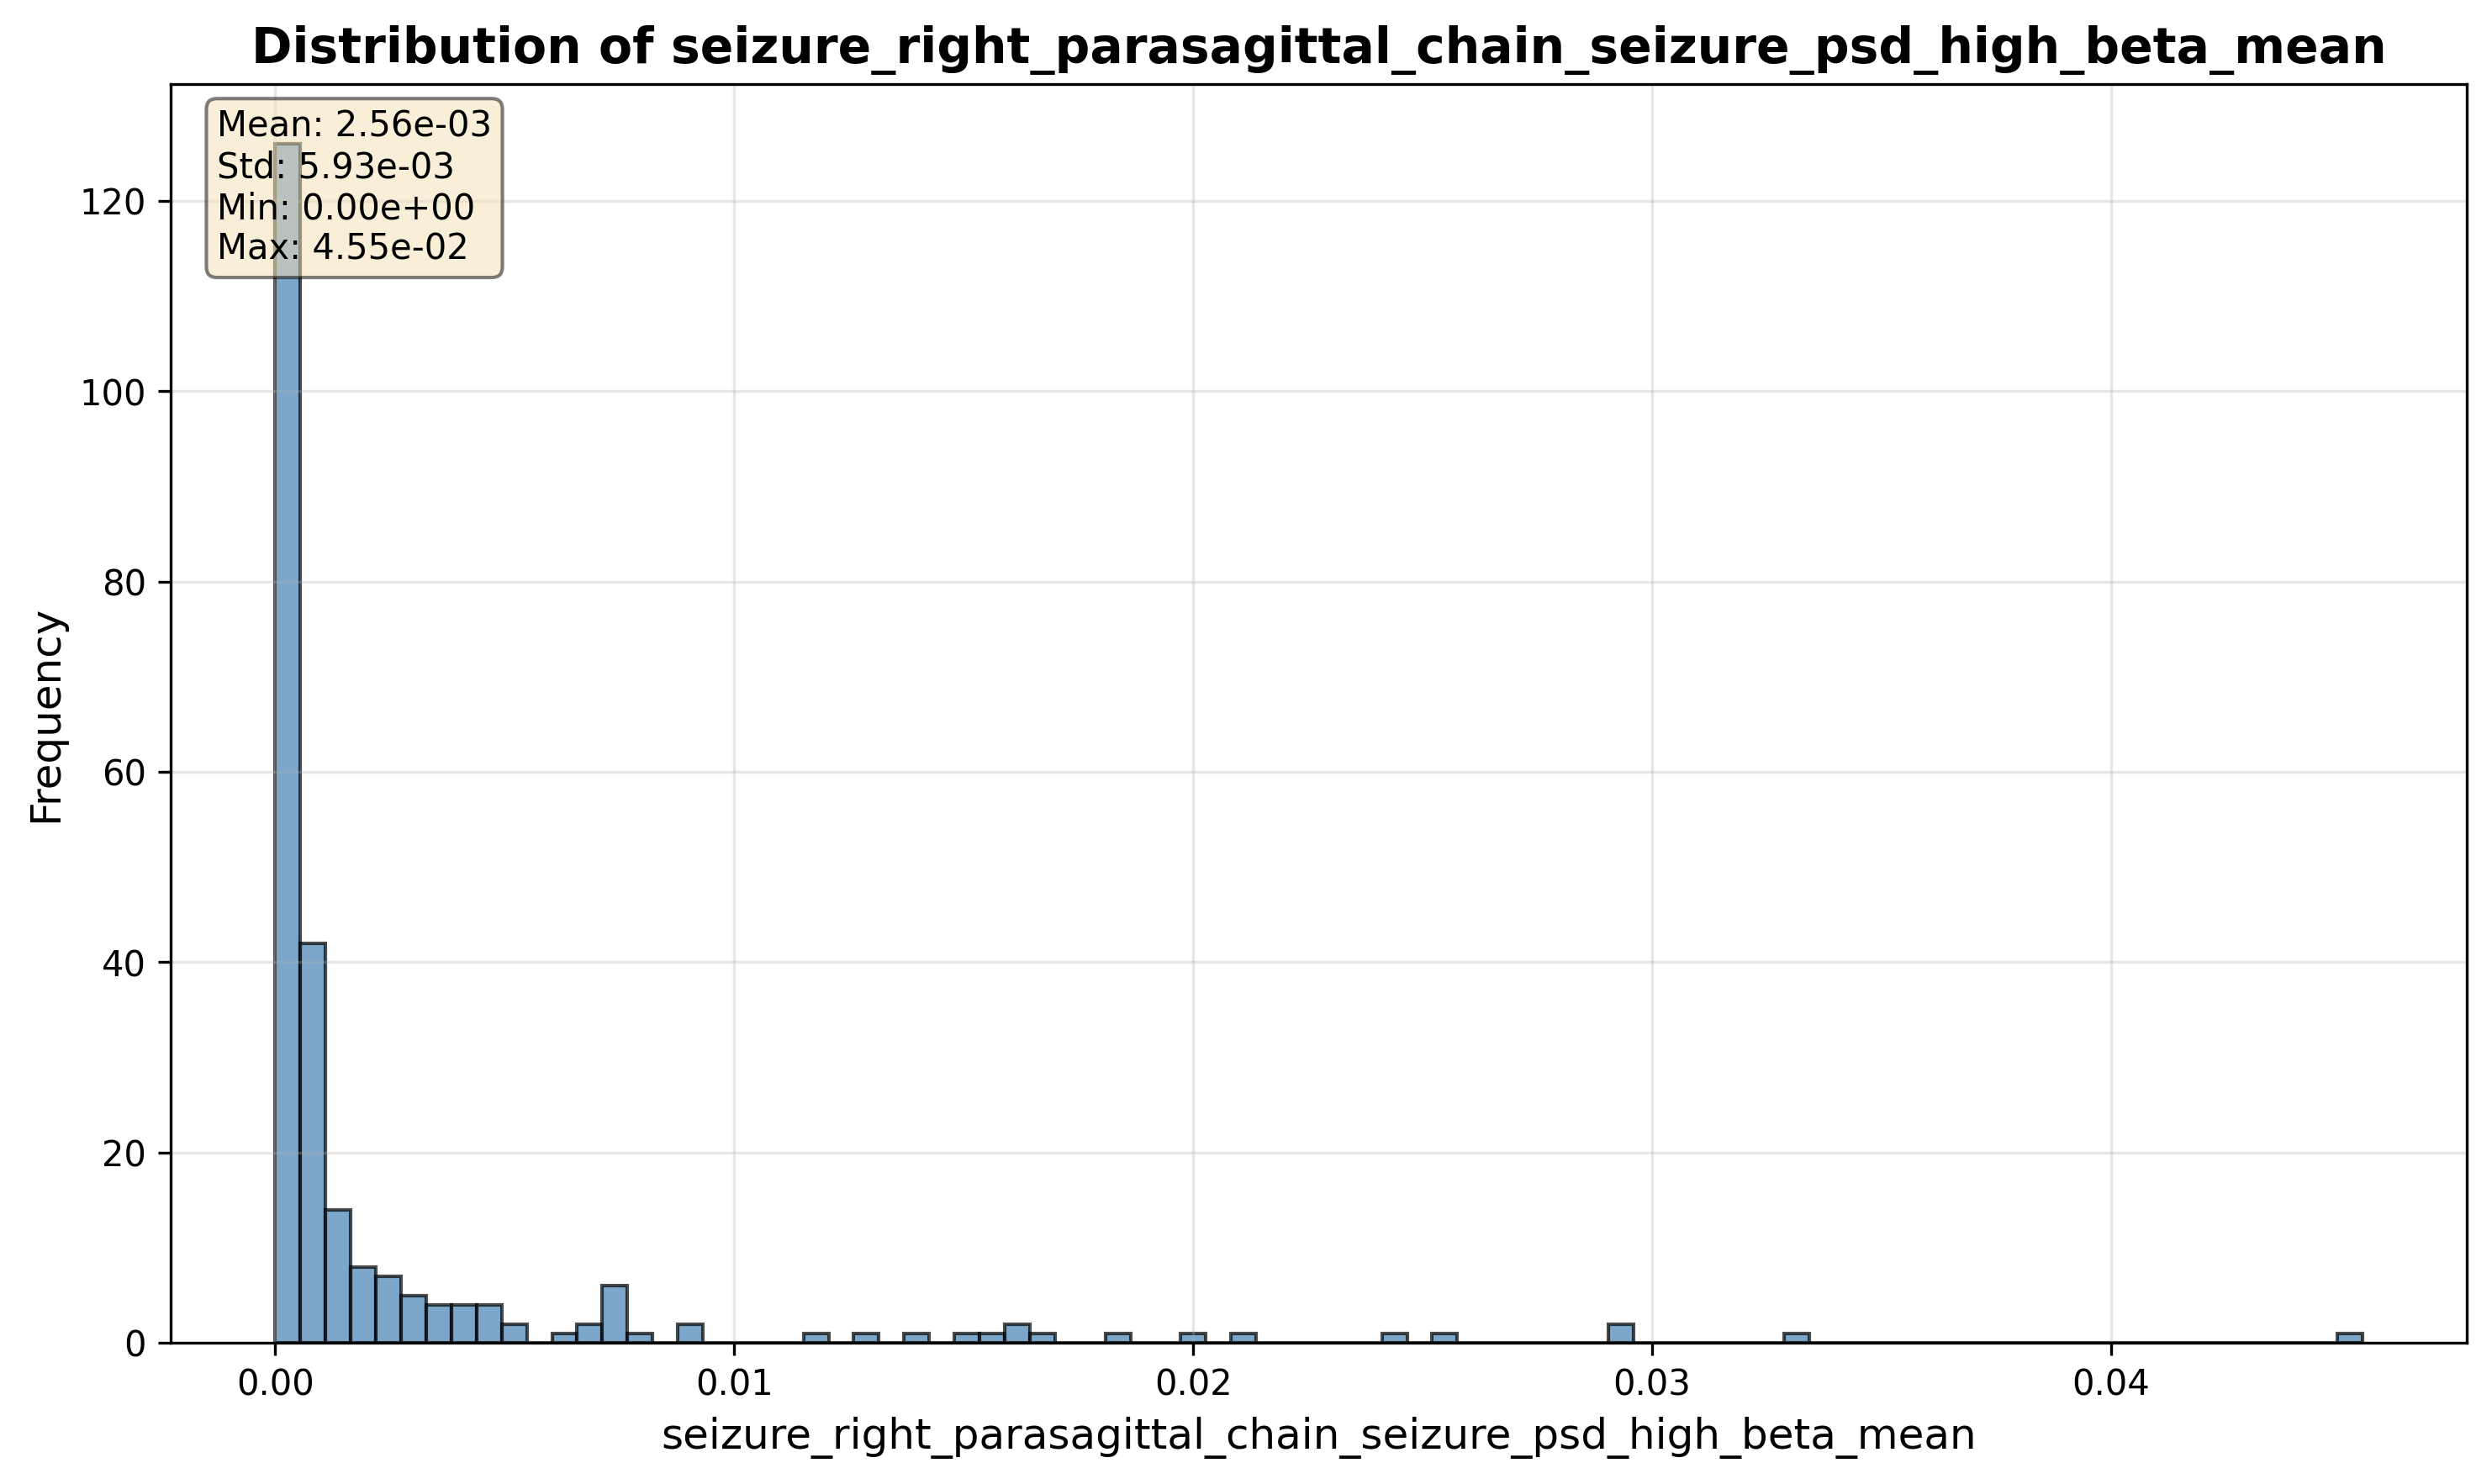 Distribution of seizure_right_parasagittal_chain_seizure_psd_high_beta_mean
Mean: 2.56e-03
Std: 5.93e-03
Min: 0.00e+00
Max: 4.55e-02
120
100
80
60
40
20
0
Frequency
0.00 0.01 0.02 0.03 0.04
seizure_right_parasagittal_chain_seizure_psd_high_beta_mean